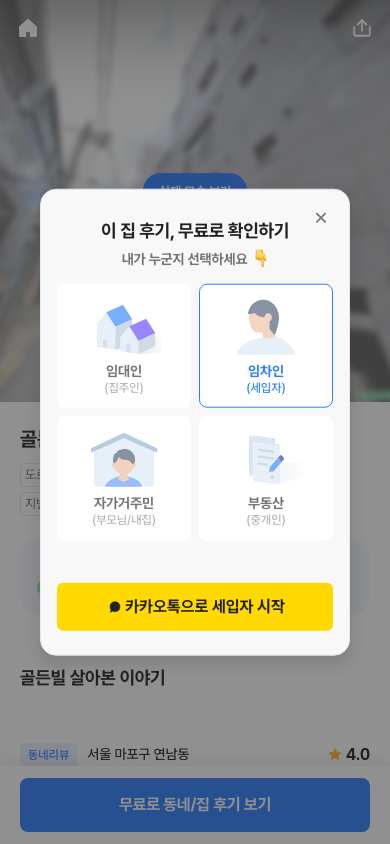 이 집 후기, 무료로 확인하기
내가 누군지 선택하세요
임대인
(집주인)
임차인
(세입자)
자가거주민
(부모님/내집)
부동산
(중개인)
카카오톡으로 세입자 시작
골든빌 살아본 이야기
동네리뷰 서울 마포구 연남동 4.0
무료로 동네/집 후기 보기